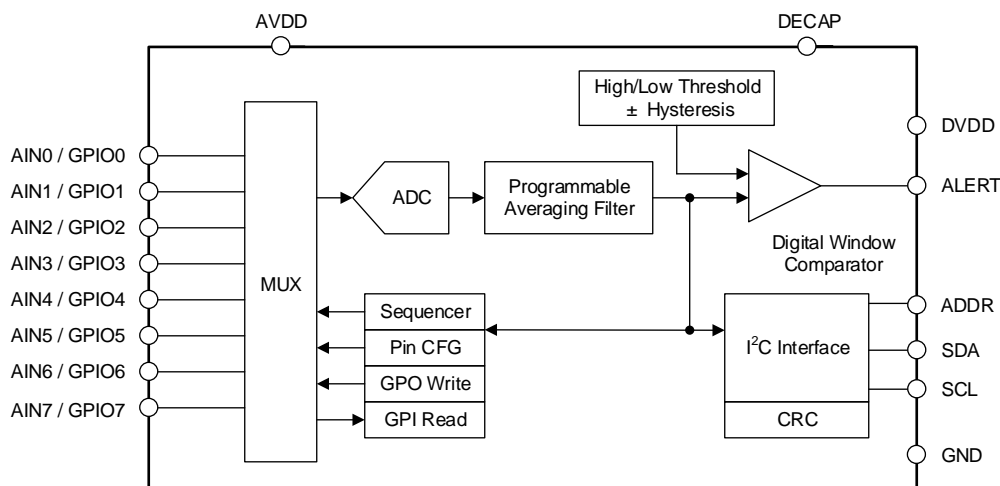 AVDD
DECAP
High/Low Threshold
± Hysteresis
DVDD
AIN0 / GPIO0
AIN1 / GPIO1
AIN2 / GPIO2
AIN3 / GPIO3
AIN4 / GPIO4
AIN5 / GPIO5
AIN6 / GPIO6
AIN7 / GPIO7
MUX
ADC
Programmable
Averaging Filter
ALERT
Digital Window
Comparator
Sequencer
Pin CFG
GPO Write
GPI Read
I²C Interface
CRC
ADDR
SDA
SCL
GND